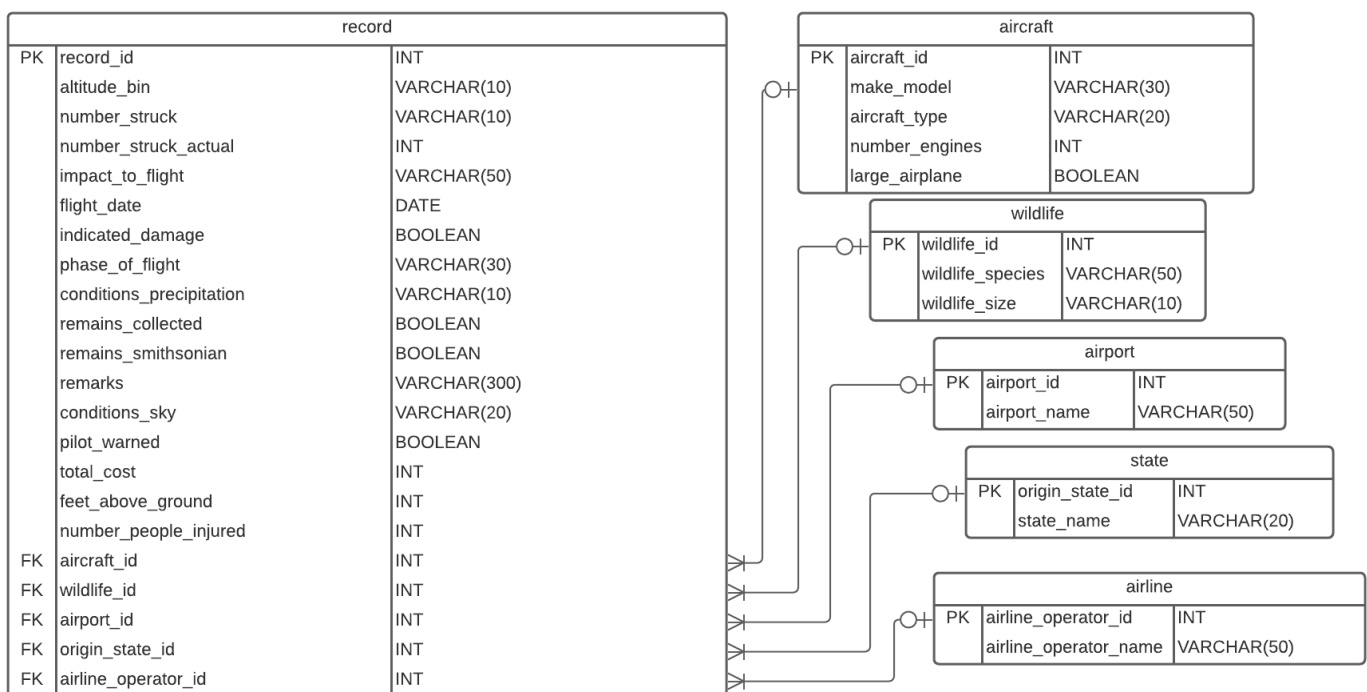 record
PK record_id INT
altitude_bin VARCHAR(10)
number_struck VARCHAR(10)
number_struck_actual INT
impact_to_flight VARCHAR(50)
flight_date DATE
indicated_damage BOOLEAN
phase_of_flight VARCHAR(30)
conditions_precipitation VARCHAR(10)
remains_collected BOOLEAN
remains_smithsonian BOOLEAN
remarks VARCHAR(300)
conditions_sky VARCHAR(20)
pilot_warned BOOLEAN
total_cost INT
feet_above_ground INT
number_people_injured INT
FK aircraft_id INT
FK wildlife_id INT
FK airport_id INT
FK origin_state_id INT
FK airline_operator_id INT
aircraft
PK aircraft_id INT
make_model VARCHAR(30)
aircraft_type VARCHAR(20)
number_engines INT
large_airplane BOOLEAN
wildlife
PK wildlife_id INT
wildlife_species VARCHAR(50)
wildlife_size VARCHAR(10)
airport
PK airport_id INT
airport_name VARCHAR(50)
state
PK origin_state_id INT
state_name VARCHAR(20)
airline
PK airline_operator_id INT
airline_operator_name VARCHAR(50)